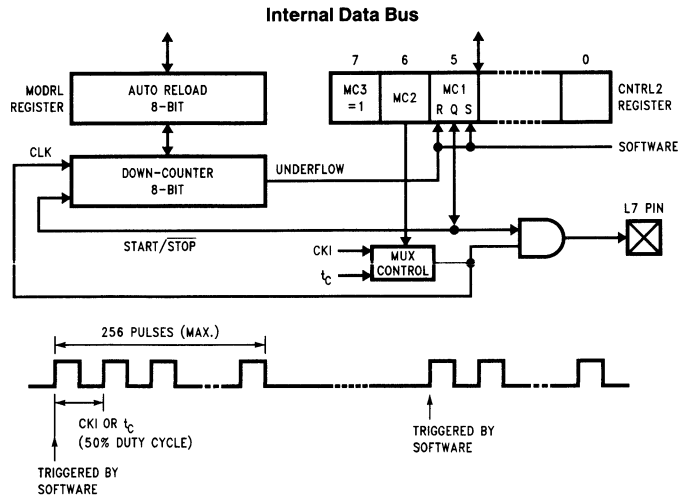 Internal Data Bus
7 6 5 0
MODRL
REGISTER
AUTO RELOAD
8-BIT
MC3
=1
MC2
MC1
R Q S
CNTRL2
REGISTER
CLK
DOWN-COUNTER
8-BIT
UNDERFLOW
SOFTWARE
START/STOP
CKI
tC
MUX
CONTROL
L7 PIN
256 PULSES (MAX.)
CKI OR tC
(50% DUTY CYCLE)
TRIGGERED BY
SOFTWARE
TRIGGERED BY
SOFTWARE